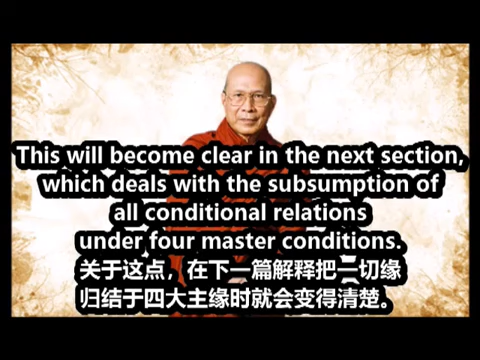 This will become clear in the next section,
which deals with the subsumption of
all conditional relations
under four master conditions.
关于这点，在下一篇解释把一切缘
归结于四大主缘时就会变得清楚。